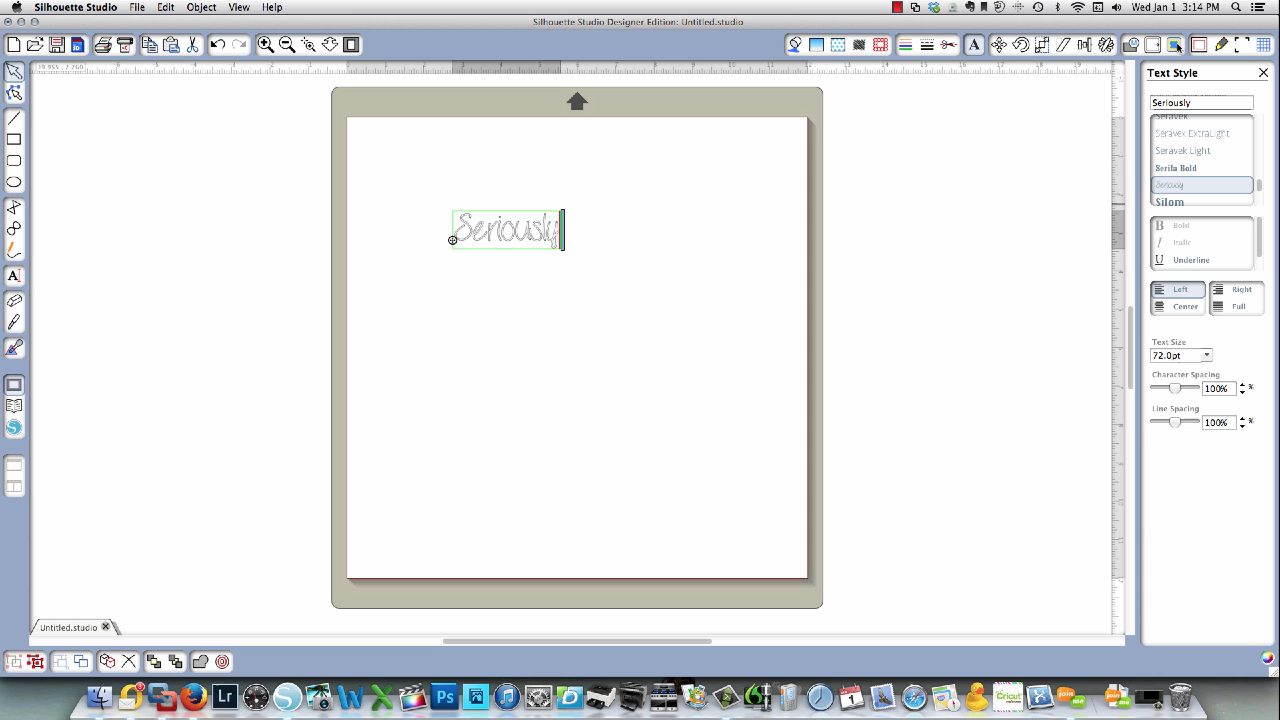 Silhouette Studio File Edit Object View Help Wed Jan 1 3:14 PM
Silhouette Studio Designer Edition: Untitled.studio
Text Style
Seriously
Seravek
Seravek ExtraLight
Seravek Light
Serifa Bold
Seriously
Silom
B Bold
I Italic
U Underline
Left Right
Center Full
Text Size
72.0pt
Character Spacing
100% %
Line Spacing
100% %
Seriously
Untitled.studio